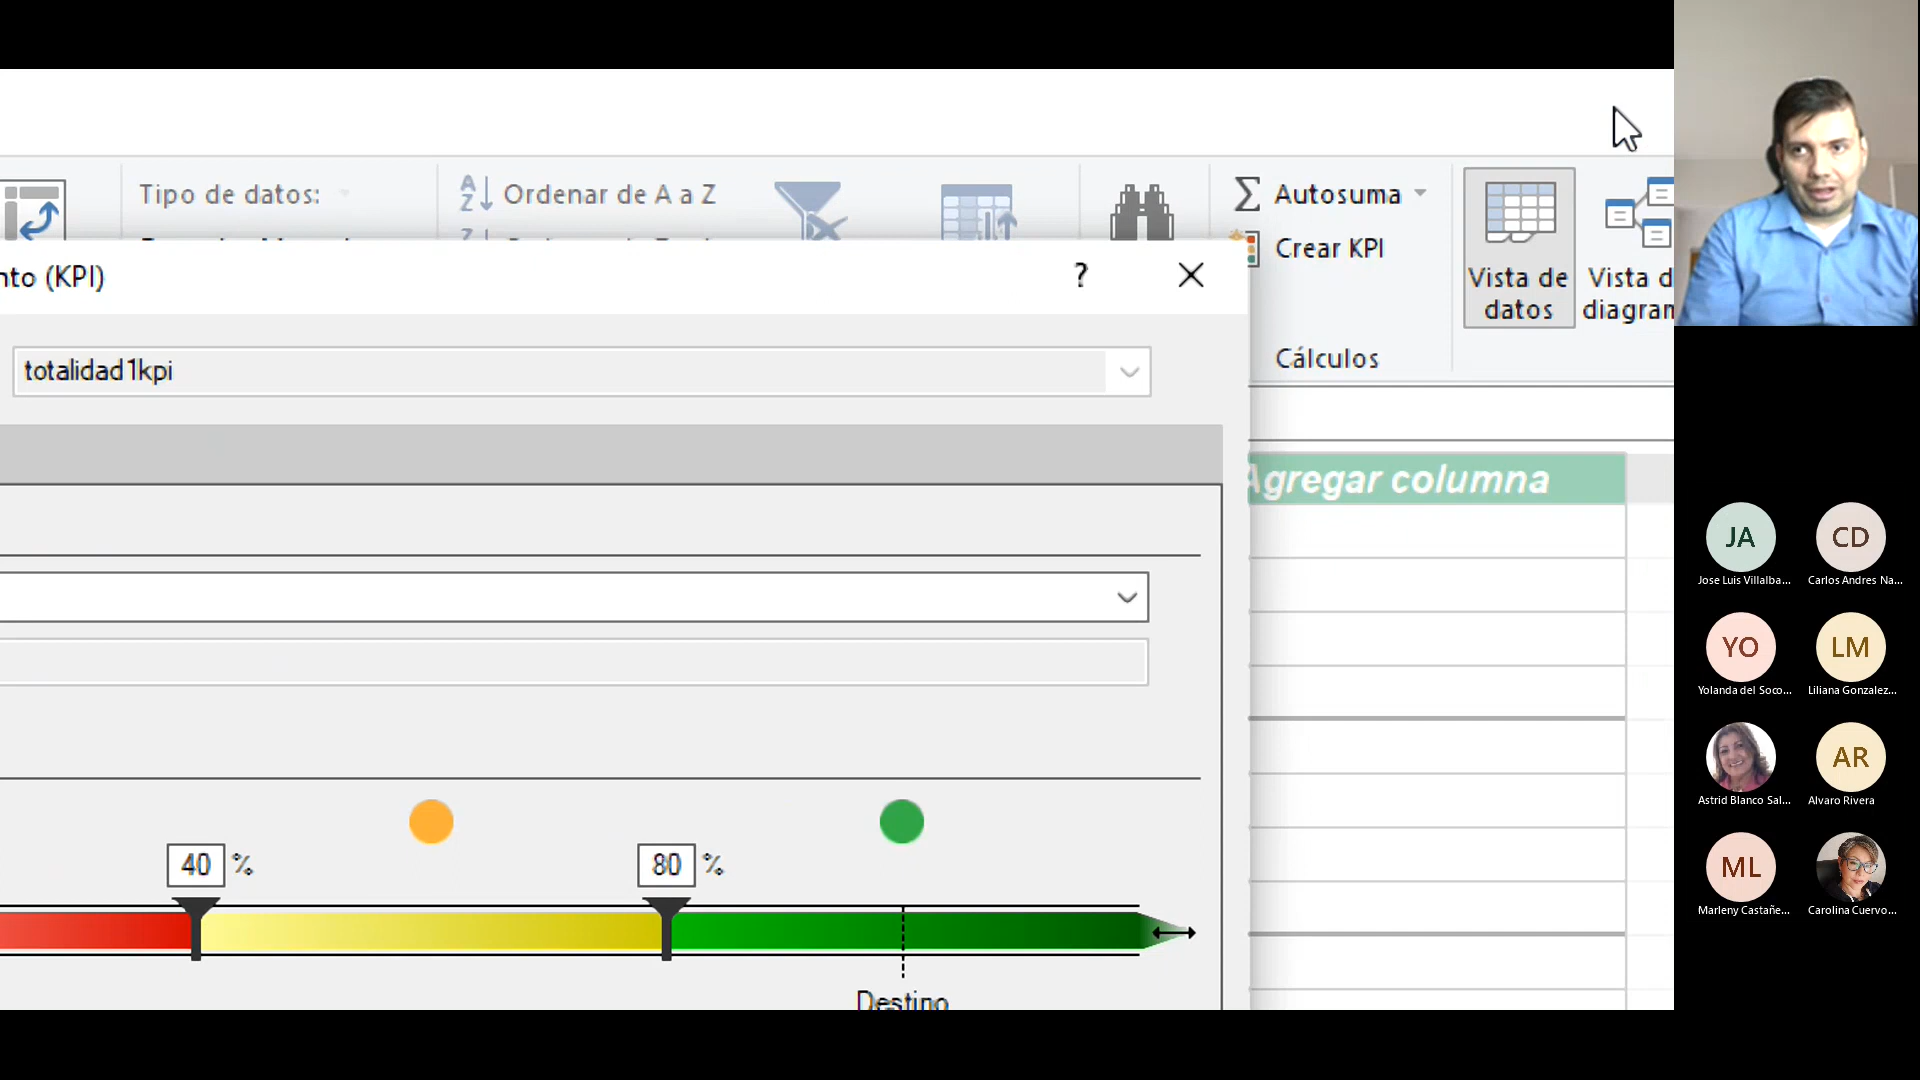 Tipo de datos:
Ordenar de A a Z
Autosuma
Crear KPI
Vista de
datos
Vista d
diagran
Cálculos
nto (KPI)
?
totalidad1kpi
Agregar columna
40 %
80 %
Destino
JA
Jose Luis Villalba...
CD
Carlos Andres Na...
YO
Yolanda del Soco...
LM
Liliana Gonzalez...
Astrid Blanco Sal...
AR
Alvaro Rivera
ML
Marleny Castañe...
Carolina Cuervo...